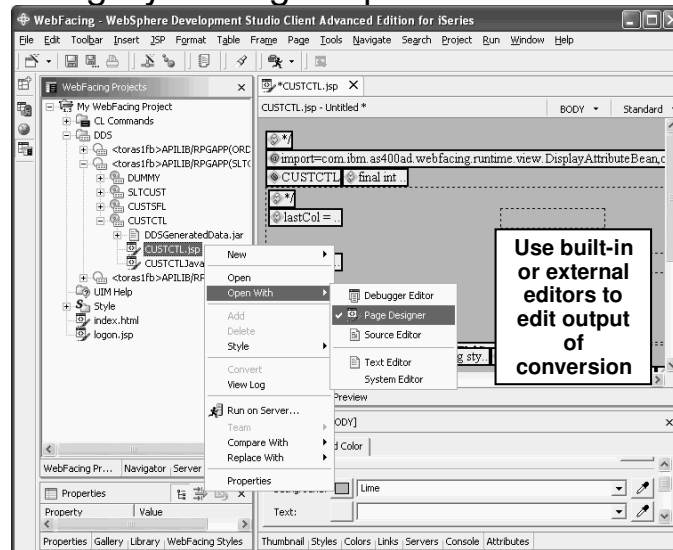 WebFacing - WebSphere Development Studio Client Advanced Edition for iSeries
File Edit Toolbar Insert JSP Format Table Frame Page Tools Navigate Search Project Run Window Help
WebFacing Projects
*CUSTCTL.jsp
My WebFacing Project
CUSTCTL.jsp - Untitled *
BODY
Standard
CL Commands
DDS
<toras1fb>APILIB/RPGAPP(ORD
<toras1fb>APILIB/RPGAPP(SLTC
DUMMY
SLTCUST
CUSTSFL
CUSTCTL
DDSGeneratedData.jar
CUSTCTL.jsp
CUSTCTLJava
<toras1fb>APILIB/RP
UIM Help
Style
index.html
logon.jsp
*/
@import=com.ibm.as400ad.webfacing.runtime.view.DisplayAttributeBean,c
CUSTCTL final int ..
*/
lastCol = ..
New
Open
Open With
Add
Delete
Style
Convert
View Log
Run on Server...
Team
Compare With
Replace With
Properties
Debugger Editor
Page Designer
Source Editor
Text Editor
System Editor
Use built-in
or external
editors to
edit output
of
conversion
g sty..
Preview
ODY]
d Color
WebFacing Pr... Navigator Server
Properties
Property Value
Lime
Text:
Properties Gallery Library WebFacing Styles
Thumbnail Styles Colors Links Servers Console Attributes